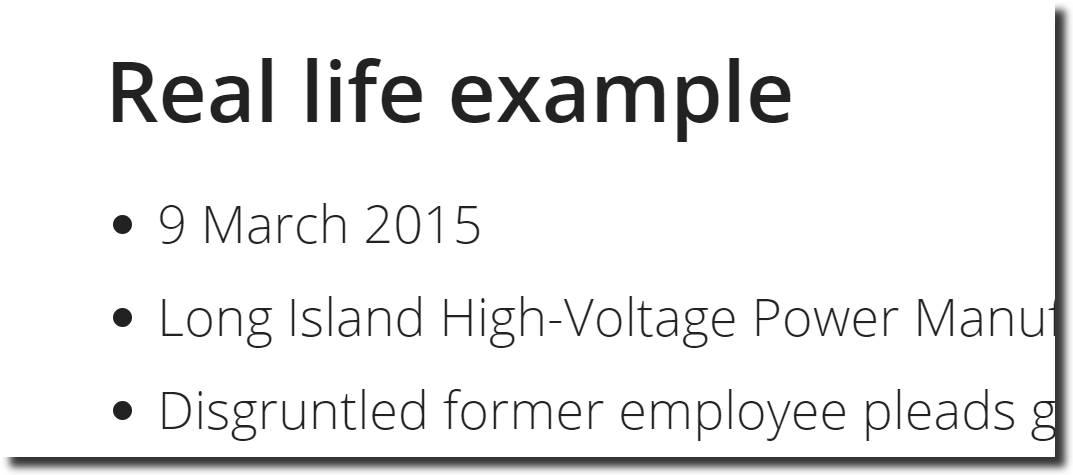 Real life example
9 March 2015
Long Island High-Voltage Power
Disgruntled former employee pleads